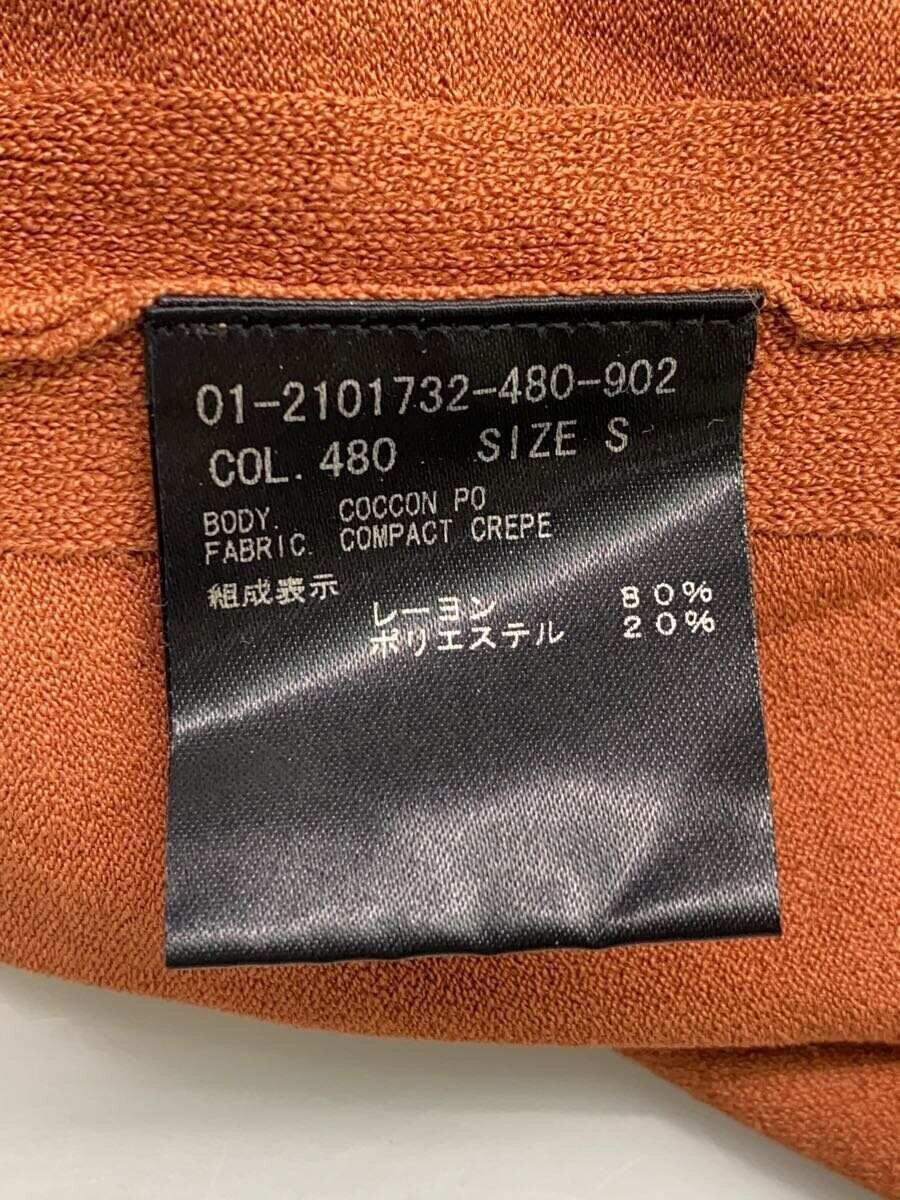 01-2101732-480-902
COL. 480 SIZE S
BODY. COCCON PO
FABRIC. COMPACT CREPE
組成表示
レーヨン 80%
ポリエステル 20%